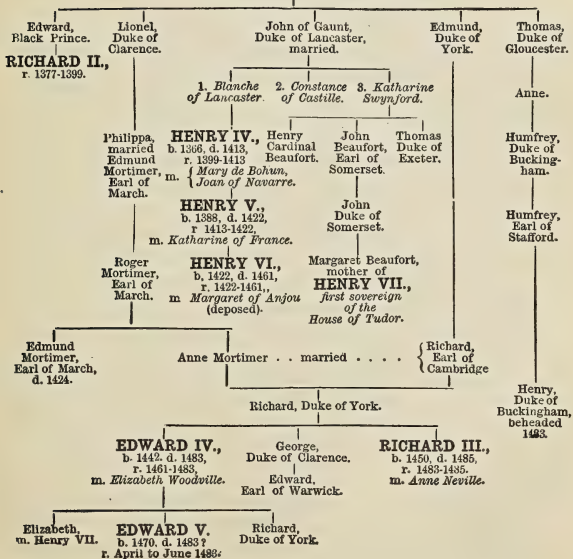 Edward,
Black Prince.
RICHARD II.,
r. 1377-1399.
Lionel,
Duke of
Clarence.
John of Gaunt,
Duke of Lancaster,
married.
Edmund,
Duke of
York.
Thomas,
Duke of
Gloucester.
1. Blanche
of Lancaster.
2. Constance
of Castille.
3. Katharine
Swynford.
Anne.
Philippa,
married
Edmund
Mortimer,
Earl of
March.
HENRY IV.,
b. 1366, d. 1413,
r. 1399-1413
m. { Mary de Bohun,
Joan of Navarre.
Henry
Cardinal
Beaufort.
John
Beaufort,
Earl of
Somerset.
Thomas
Duke of
Exeter.
Humfrey,
Duke of
Bucking-
ham.
HENRY V.,
b. 1388, d. 1422,
r 1413-1422,
m. Katharine of France.
John
Duke of
Somerset.
Humfrey,
Earl of
Stafford.
Roger
Mortimer,
Earl of
March.
HENRY VI.,
b, 1422, d. 1461,
r. 1422-1461,,
m Margaret of Anjou
(deposed).
Margaret Beaufort,
mother of
HENRY VII.,
first sovereign
of the
House of Tudor.
Edmund
Mortimer,
Earl of March,
d. 1424.
Anne Mortimer . . married . . . . { Richard,
Earl of
Cambridge
Henry,
Duke of
Buckingham,
beheaded
1483.
Richard, Duke of York.
EDWARD IV.,
b. 1442. d. 1483,
r. 1461-1483,
m. Elizabeth Woodville.
George,
Duke of Clarence.
Edward,
Earl of Warwick.
RICHARD III.,
b. 1450, d. 1485,
r. 1483-1485.
m. Anne Neville.
Elizabeth,
m. Henry VII.
EDWARD V.
b. 1470, d. 1483?
r. April to June 1483.
Richard,
Duke of York.